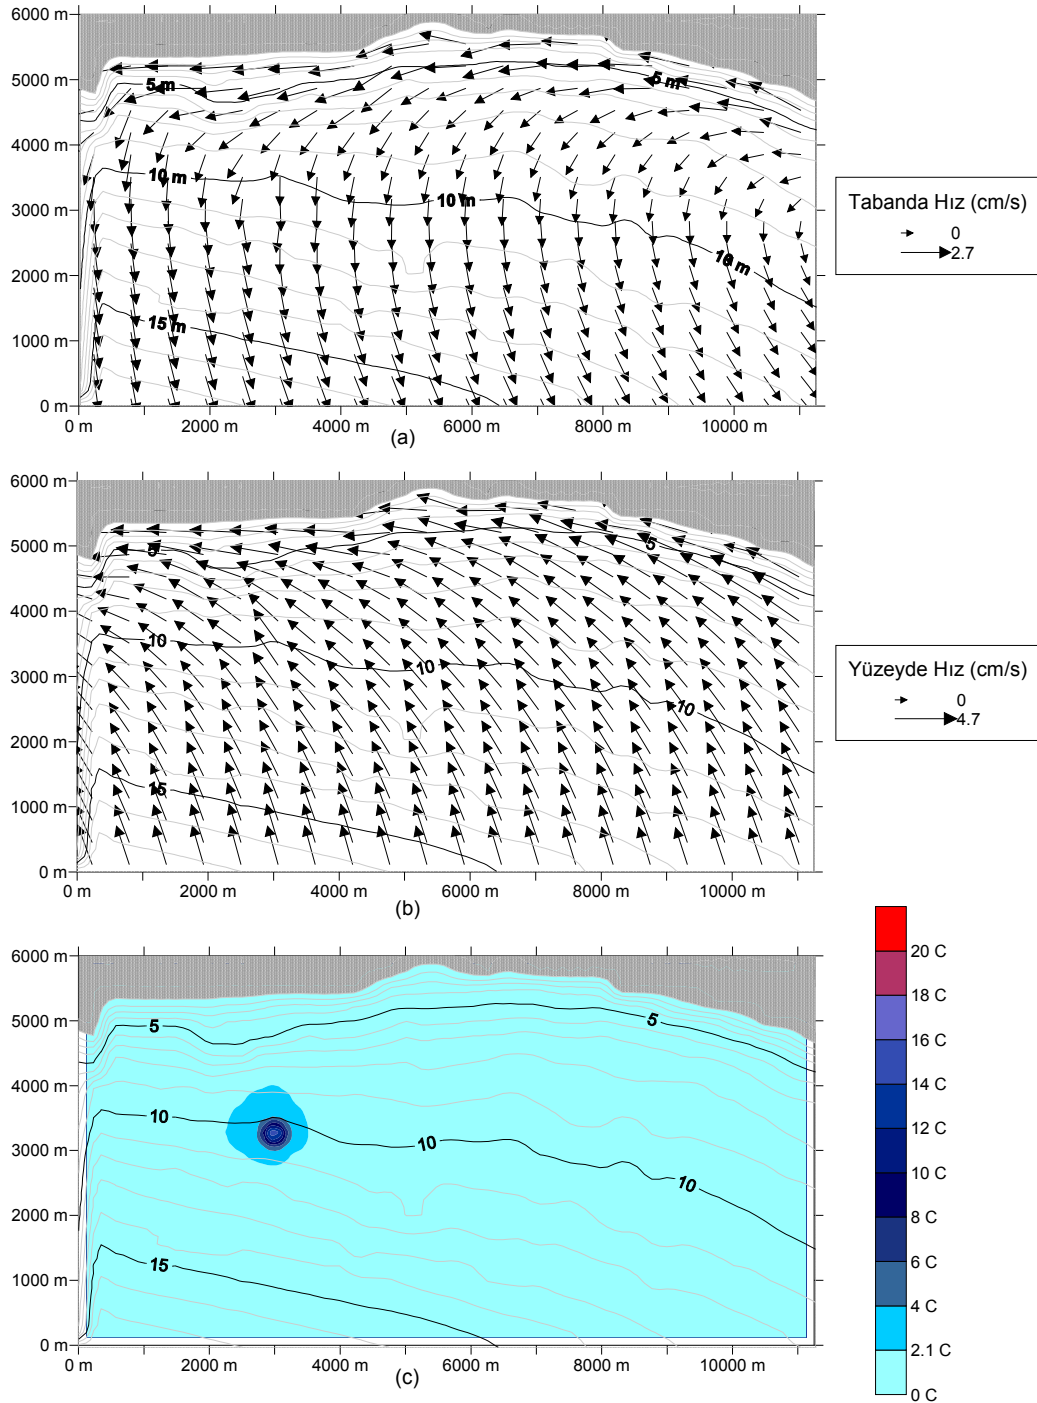 6000 m
5000 m
4000 m
3000 m
2000 m
1000 m
0 m
5 m
5 m
10 m
10 m
10 m
15 m
0 m
2000 m
4000 m
6000 m
8000 m
10000 m
(a)
Tabanda Hız (cm/s)
0
2.7
6000 m
5000 m
4000 m
3000 m
2000 m
1000 m
0 m
5
5
10
10
10
15
0 m
2000 m
4000 m
6000 m
8000 m
10000 m
(b)
Yüzeyde Hız (cm/s)
0
4.7
6000 m
5000 m
4000 m
3000 m
2000 m
1000 m
0 m
5
5
10
10
10
15
0 m
2000 m
4000 m
6000 m
8000 m
10000 m
(c)
20 C
18 C
16 C
14 C
12 C
10 C
8 C
6 C
4 C
2.1 C
0 C